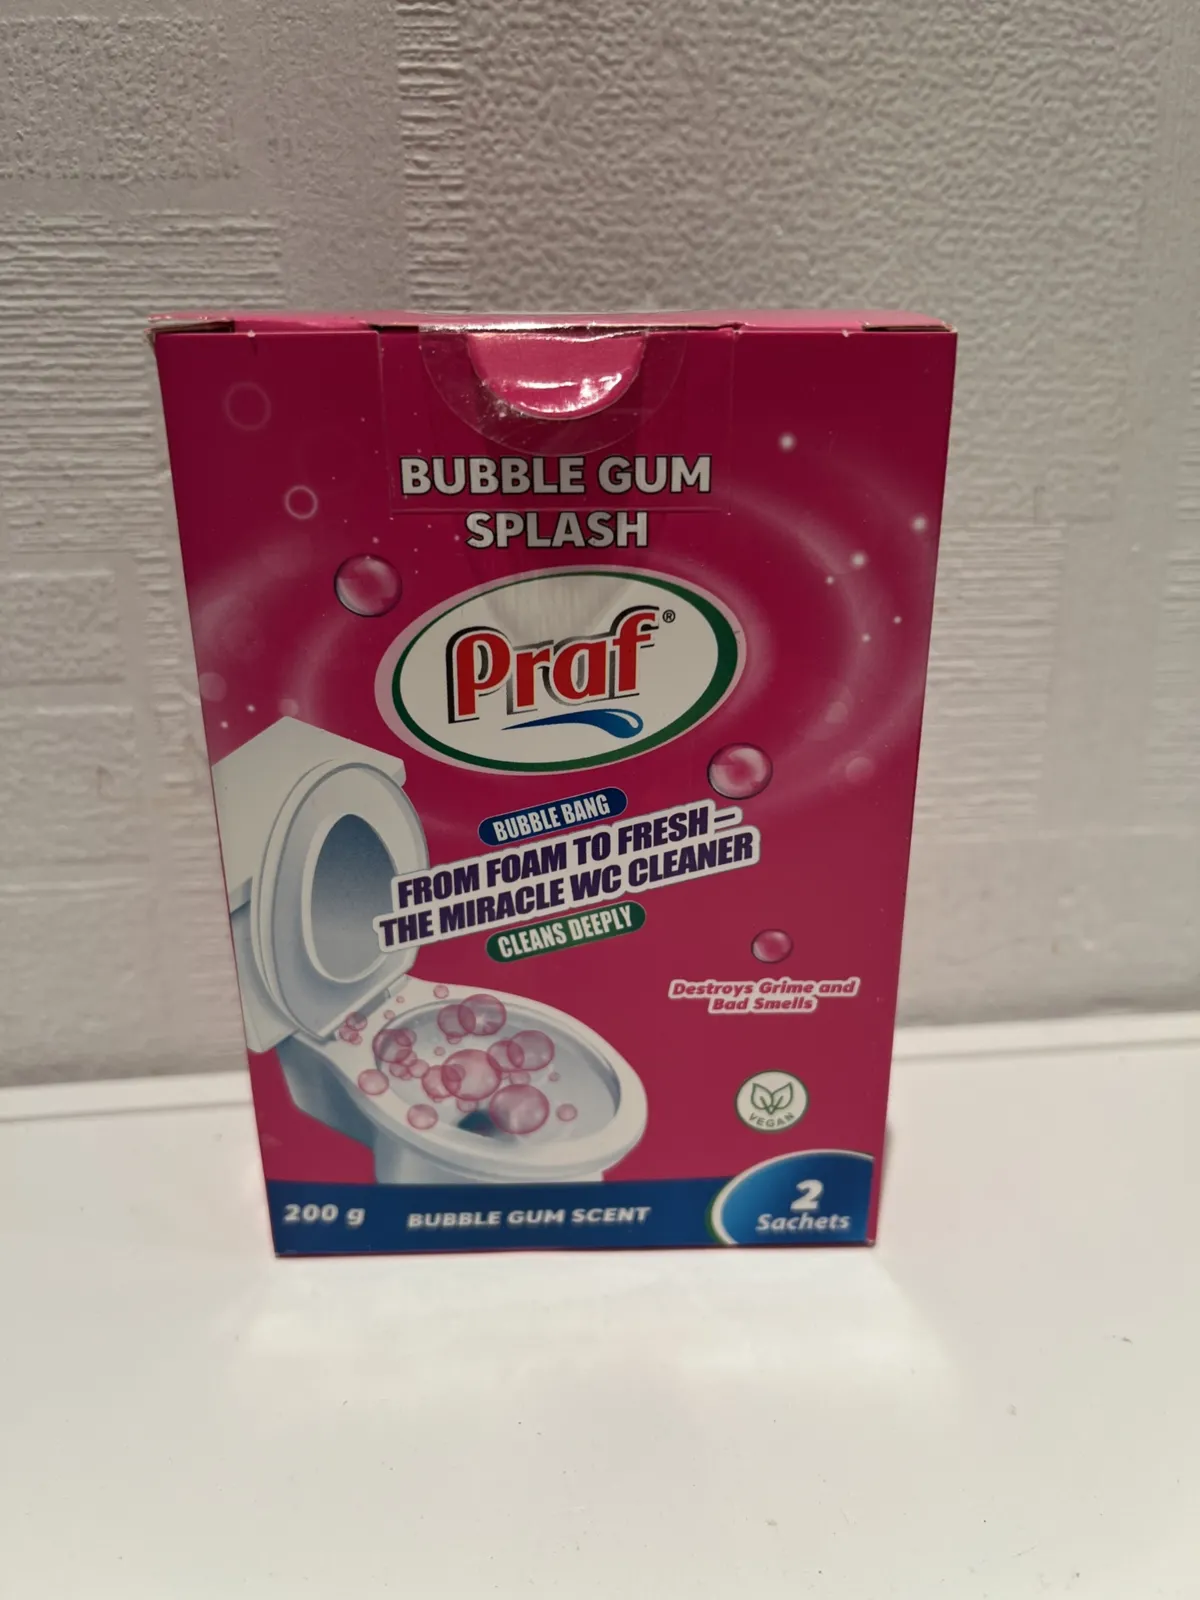 BUBBLE GUM
SPLASH
Praf®
BUBBLE BANG
FROM FOAM TO FRESH –
THE MIRACLE WC CLEANER
CLEANS DEEPLY
Destroys Grime and
Bad Smells
VEGAN
200 g
BUBBLE GUM SCENT
2
Sachets